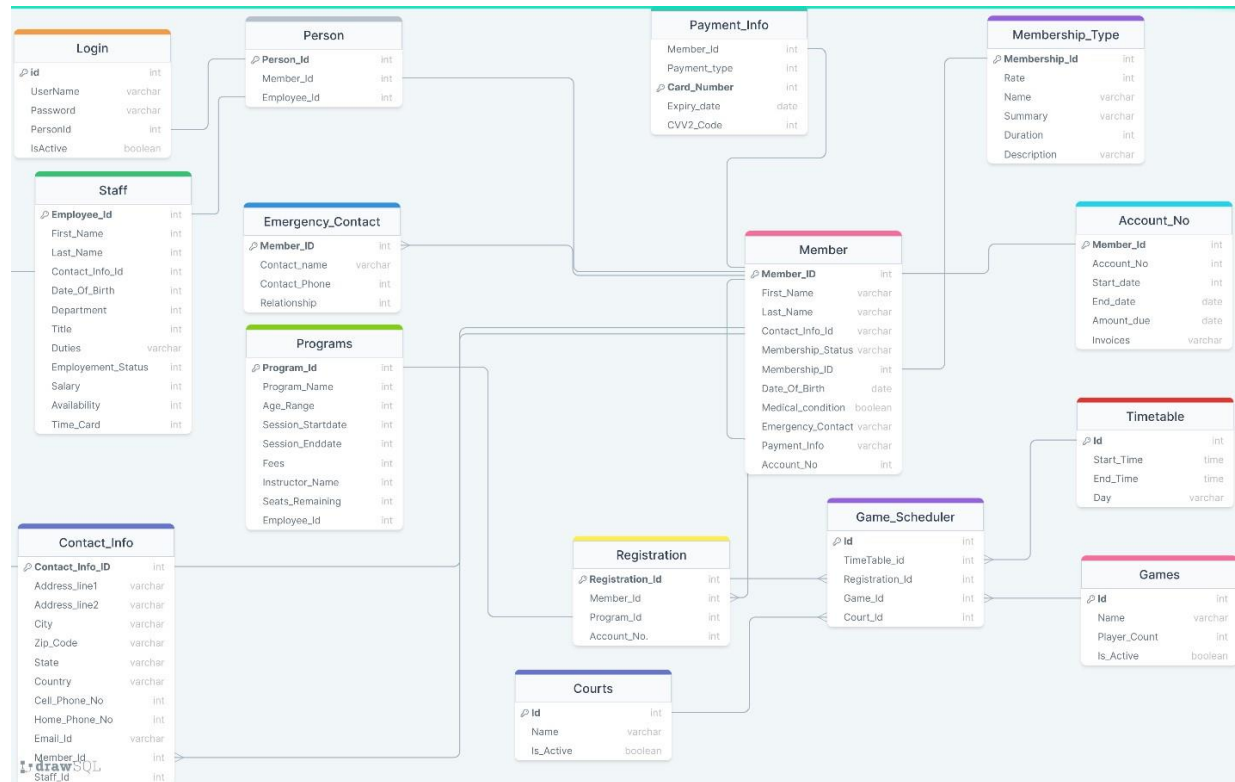 Login
id int
UserName varchar
Password varchar
PersonId int
IsActive boolean
Person
Person_Id int
Member_Id int
Employee_Id int
Payment_Info
Member_Id int
Payment_type int
Card_Number int
Expiry_date date
CVV2_Code int
Membership_Type
Membership_Id int
Rate int
Name varchar
Summary varchar
Duration int
Description varchar
Staff
Employee_Id int
First_Name int
Last_Name int
Contact_Info_Id int
Date_Of_Birth int
Department int
Title int
Duties varchar
Employement_Status int
Salary int
Availability int
Time_Card int
Emergency_Contact
Member_ID int
Contact_name varchar
Contact_Phone int
Relationship int
Member
Member_ID int
First_Name varchar
Last_Name varchar
Contact_Info_Id varchar
Membership_Status varchar
Membership_ID int
Date_Of_Birth date
Medical_condition boolean
Emergency_Contact varchar
Payment_Info varchar
Account_No int
Account_No
Member_Id int
Account_No int
Start_date int
End_date date
Amount_due date
Invoices varchar
Programs
Program_Id int
Program_Name int
Age_Range int
Session_Startdate int
Session_Enddate int
Fees int
Instructor_Name int
Seats_Remaining int
Employee_Id int
Timetable
Id int
Start_Time time
End_Time time
Day varchar
Contact_Info
Contact_Info_ID int
Address_line1 varchar
Address_line2 varchar
City varchar
Zip_Code varchar
State varchar
Country varchar
Cell_Phone_No int
Home_Phone_No int
Email_Id varchar
Member_Id int
Staff_Id int
drawSQL
Registration
Registration_Id int
Member_Id int
Program_id int
Account_No. int
Game_Scheduler
Id int
TimeTable_id int
Registration_Id int
Game_Id int
Court_Id int
Games
Id int
Name varchar
Player_Count int
Is_Active boolean
Courts
Id int
Name varchar
Is_Active boolean